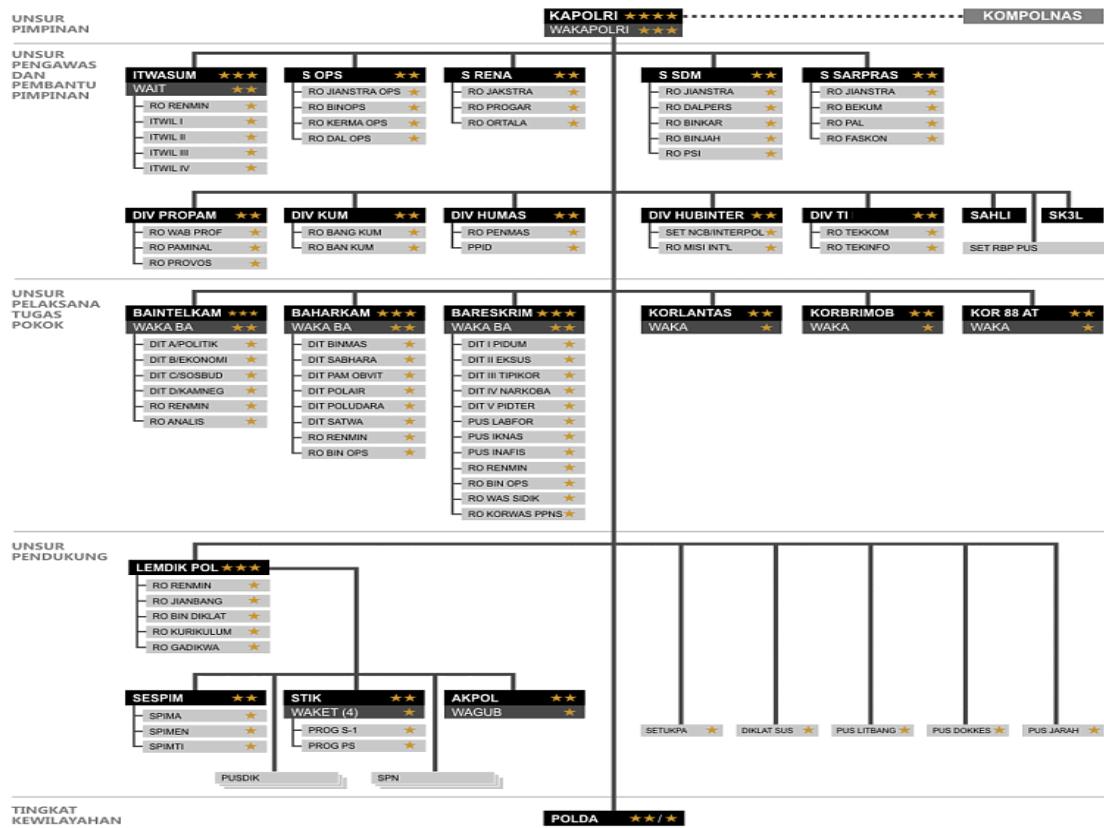 UNSUR
PIMPINAN
KAPOLRI ★★★★
WAKAPOLRI ★★★
KOMPOLNAS
UNSUR
PENGAWAS
DAN
PEMBANTU
PIMPINAN
ITWASUM ★★★
WAIT ★★
RO RENMIN ★
ITWIL I ★
ITWIL II ★
ITWIL III ★
ITWIL IV ★
S OPS ★★
RO JIANSTRA OPS ★
RO BINOPS ★
RO KERMA OPS ★
RO DAL OPS ★
S RENA ★★
RO JAKSTRA ★
RO PROGAR ★
RO ORTALA ★
S SDM ★★
RO JIANSTRA ★
RO DALPERS ★
RO BINKAR ★
RO BINJAH ★
RO PSI ★
S SARPRAS ★★
RO JIANSTRA ★
RO BEKUM ★
RO PAL ★
RO FASKON ★
DIV PROPAM ★★
RO WAB PROF ★
RO PAMINAL ★
RO PROVOS ★
DIV KUM ★★
RO BANG KUM ★
RO BAN KUM ★
DIV HUMAS ★★
RO PENMAS ★
PPID ★
DIV HUBINTER ★★
SET NCB/INTERPOL ★
RO MISI INT'L ★
DIV TI ★★
RO TEKKOM ★
RO TEKINFO ★
SAHLI
SK3L
SET RBP PUS
UNSUR
PELAKSANA
TUGAS
POKOK
BAINTELKAM ★★★
WAKA BA ★★
DIT A/POLITIK ★
DIT B/EKONOMI ★
DIT C/SOSBUD ★
DIT D/KAMNEG ★
RO RENMIN ★
RO ANALIS ★
BAHARKAM ★★★
WAKA BA ★★
DIT BINMAS ★
DIT SABHARA ★
DIT PAM OBVIT ★
DIT POLAIR ★
DIT POLUDARA ★
DIT SATWA ★
RO RENMIN ★
RO BIN OPS ★
BARESKRIM ★★★
WAKA BA ★★
DIT I PIDUM ★
DIT II EKSUS ★
DIT III TIPIKOR ★
DIT IV NARKOBA ★
DIT V PIDTER ★
PUS LABFOR ★
PUS IKNAS ★
PUS INAFIS ★
RO RENMIN ★
RO BIN OPS ★
RO WAS SIDIK ★
RO KORWAS PPNS ★
KORLANTAS ★★
WAKA ★
KORBRIMOB ★★
WAKA ★
KOR 88 AT ★★
WAKA ★
UNSUR
PENDUKUNG
LEMDIK POL ★★★
RO RENMIN ★
RO JIANBANG ★
RO BIN DIKLAT ★
RO KURIKULUM ★
RO GADIKWA ★
SESPIM ★★
SPIMA ★
SPIMEN ★
SPIMTI ★
STIK ★★
WAKET (4) ★
PROG S-1 ★
PROG PS ★
AKPOL ★★
WAGUB ★
PUSDIK
SPN
SETUKPA ★
DIKLAT SUS ★
PUS LITBANG ★
PUS DOKKES ★
PUS JARAH ★
TINGKAT
KEWILAYAHAN
POLDA ★★/★